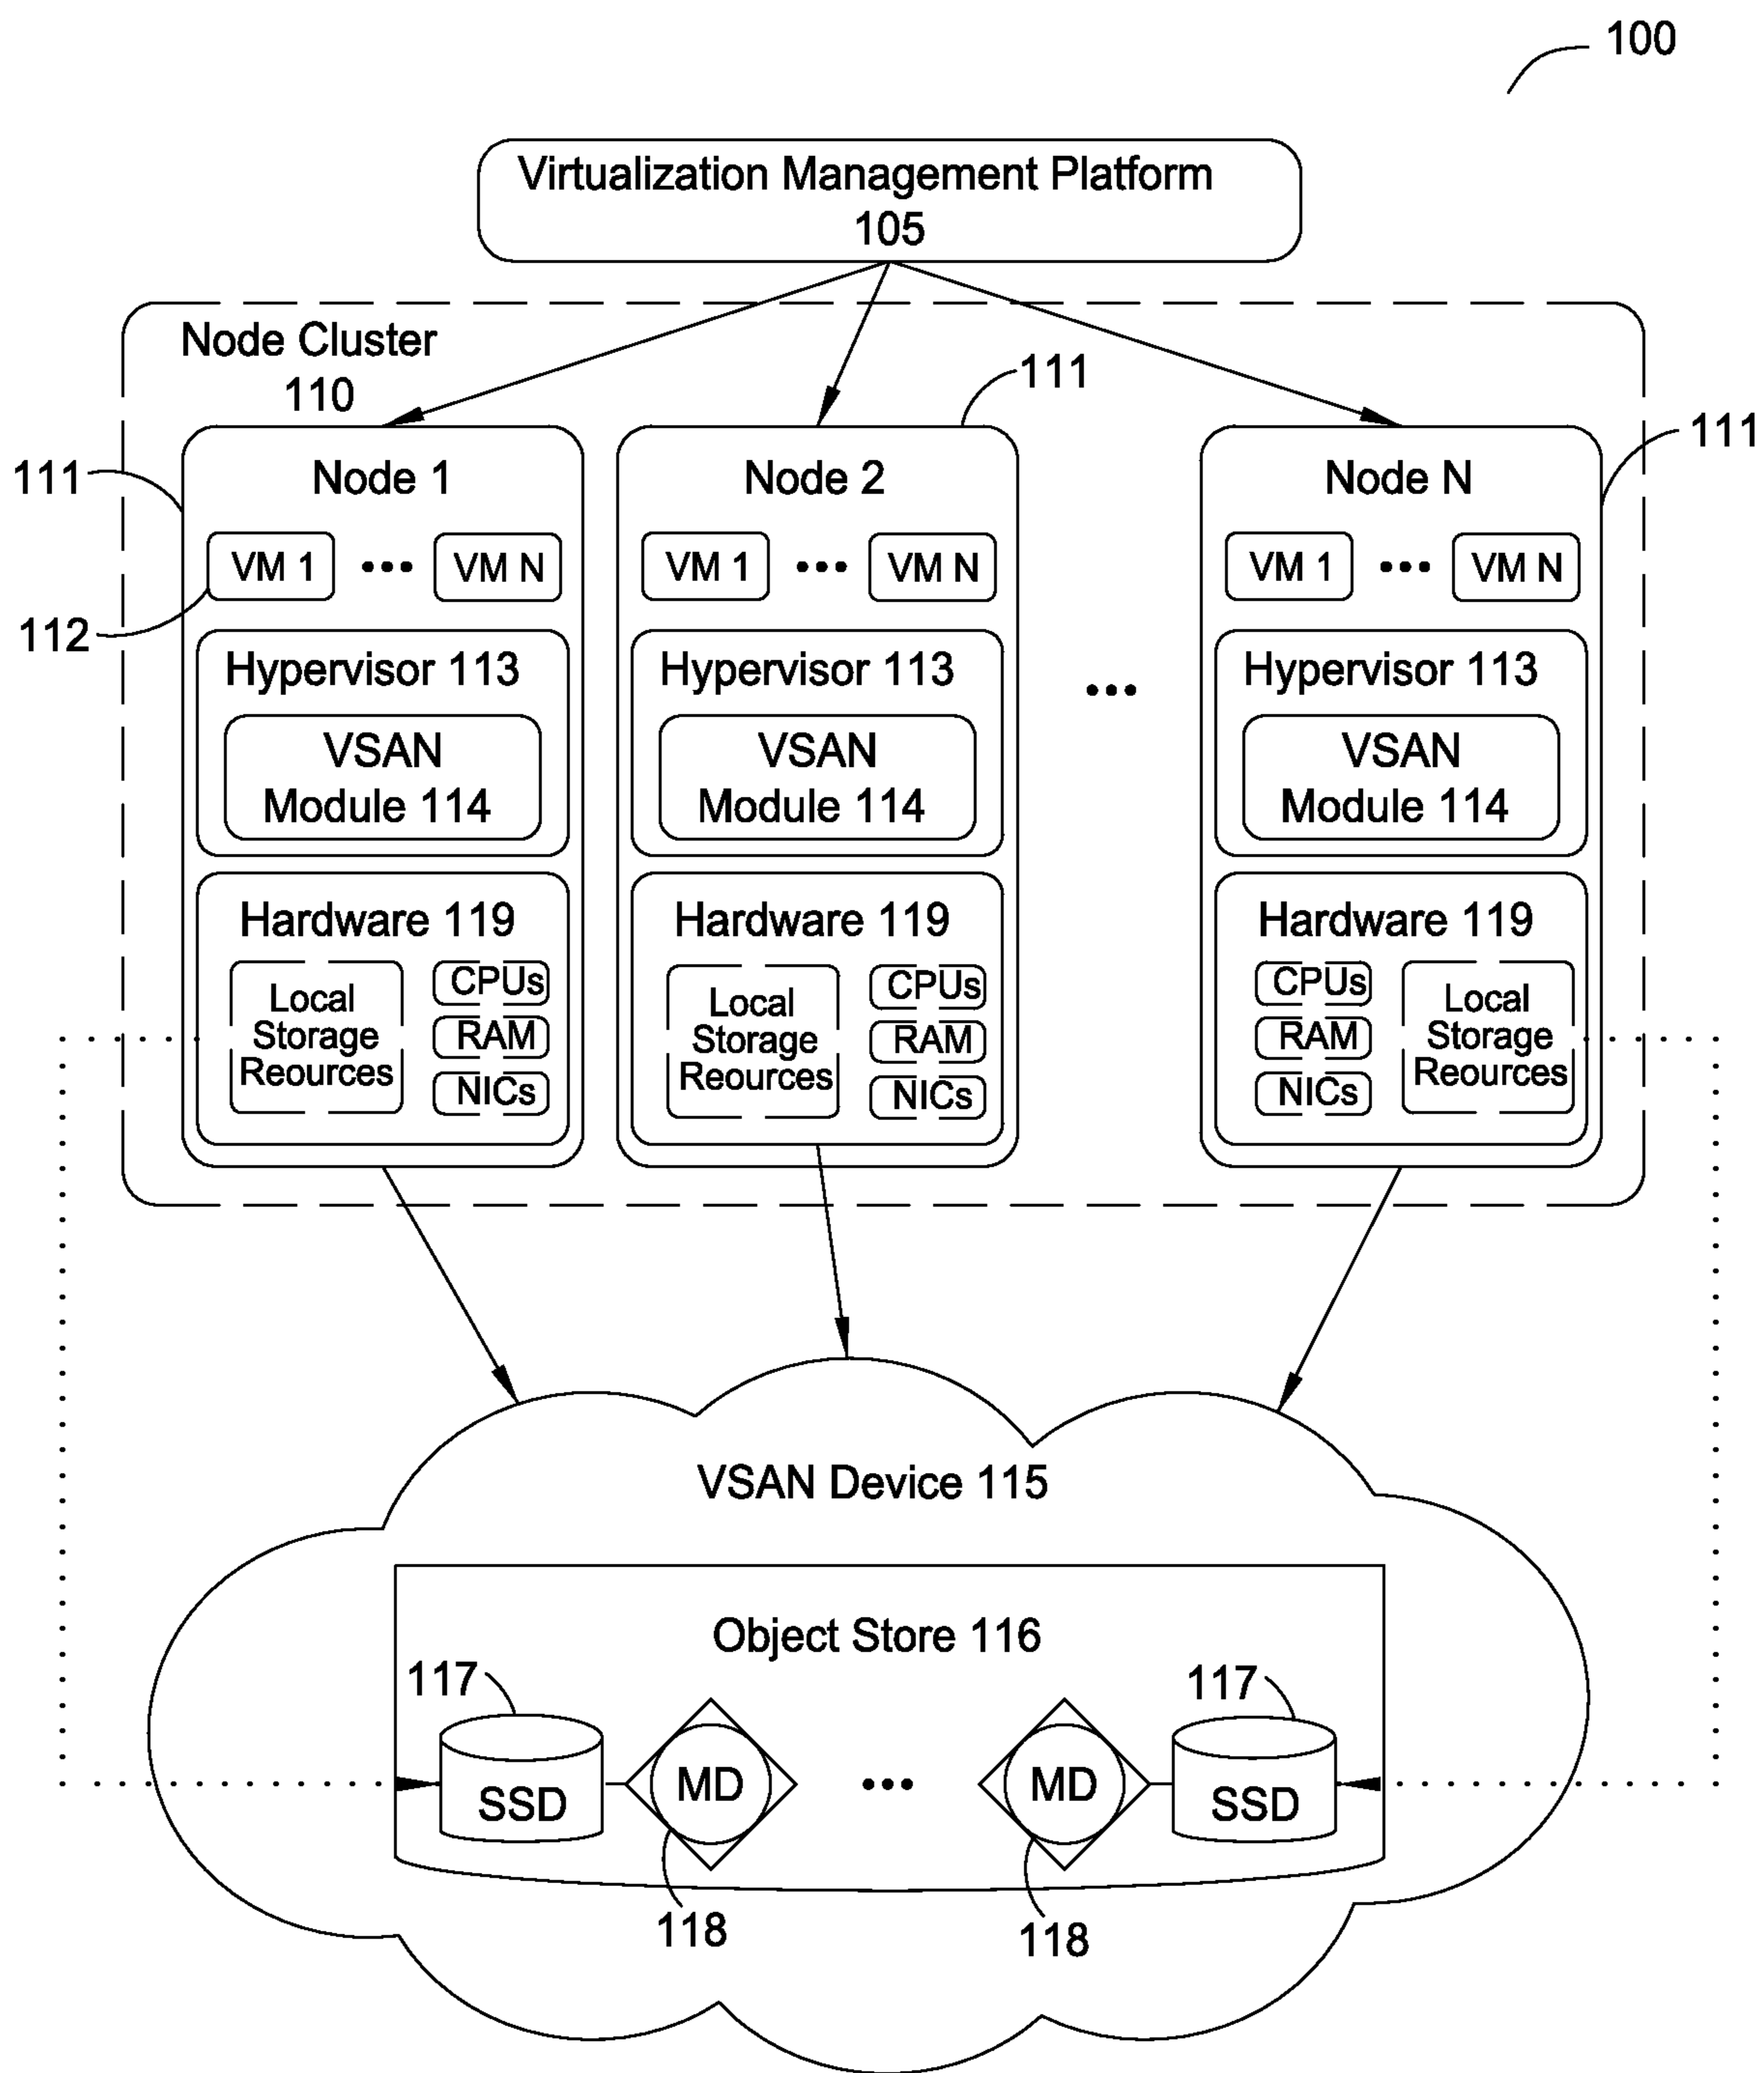 100
Virtualization Management Platform
105
Node Cluster
110
111
111
111
Node 1
VM 1
VM N
112
Hypervisor 113
VSAN
Module 114
Hardware 119
Local
Storage
Reources
CPUs
RAM
NICs
Node 2
VM 1
VM N
Hypervisor 113
VSAN
Module 114
Hardware 119
Local
Storage
Reources
CPUs
RAM
NICs
Node N
VM 1
VM N
Hypervisor 113
VSAN
Module 114
Hardware 119
CPUs
RAM
NICs
Local
Storage
Reources
VSAN Device 115
Object Store 116
117
117
SSD
MD
MD
SSD
118
118